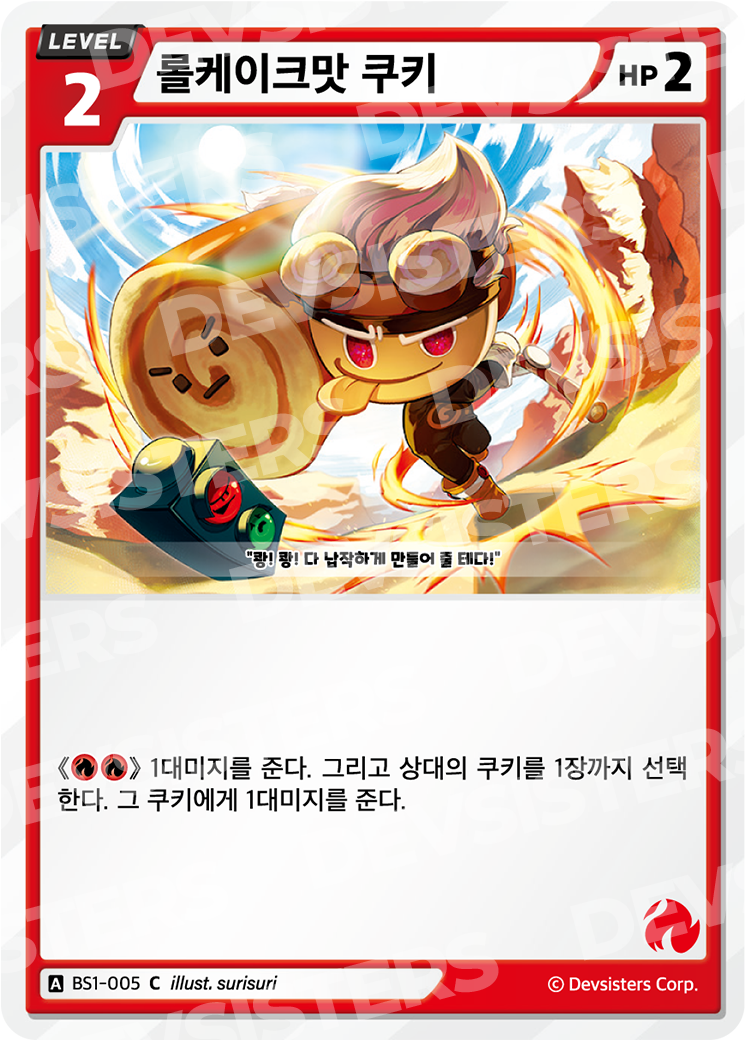 LEVEL
2
롤케이크맛 쿠키
HP 2
"쾅! 쾅! 다 납작하게 만들어 줄 테다!"
《🔥🔥》 1대미지를 준다. 그리고 상대의 쿠키를 1장까지 선택
한다. 그 쿠키에게 1대미지를 준다.
A BS1-005 C illust. surisuri
© Devsisters Corp.
DEVSISTERS